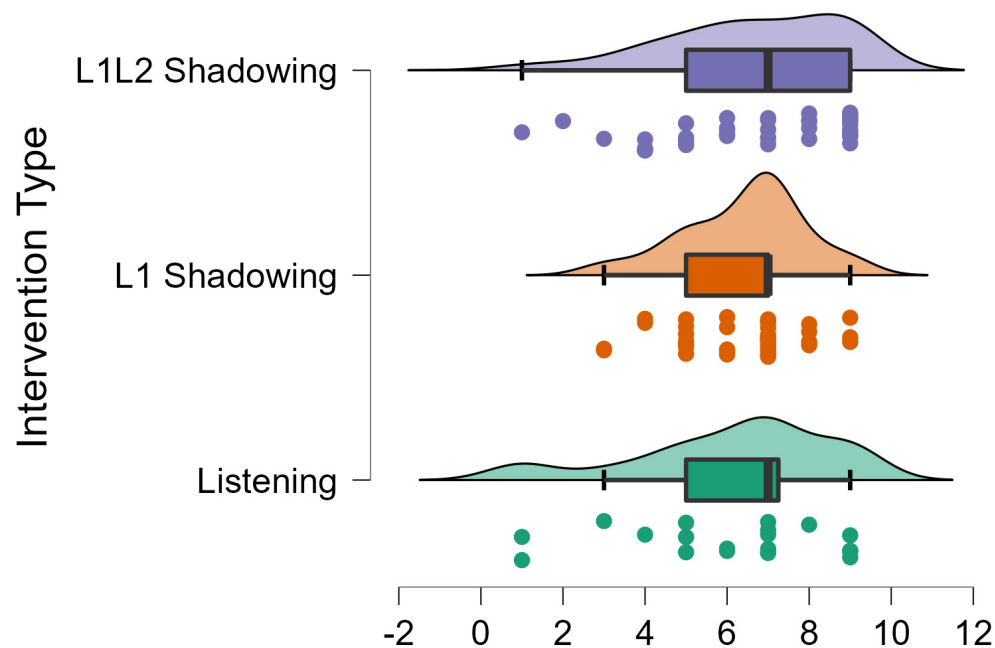 Intervention Type
L1L2 Shadowing
L1 Shadowing
Listening
-2 0 2 4 6 8 10 12